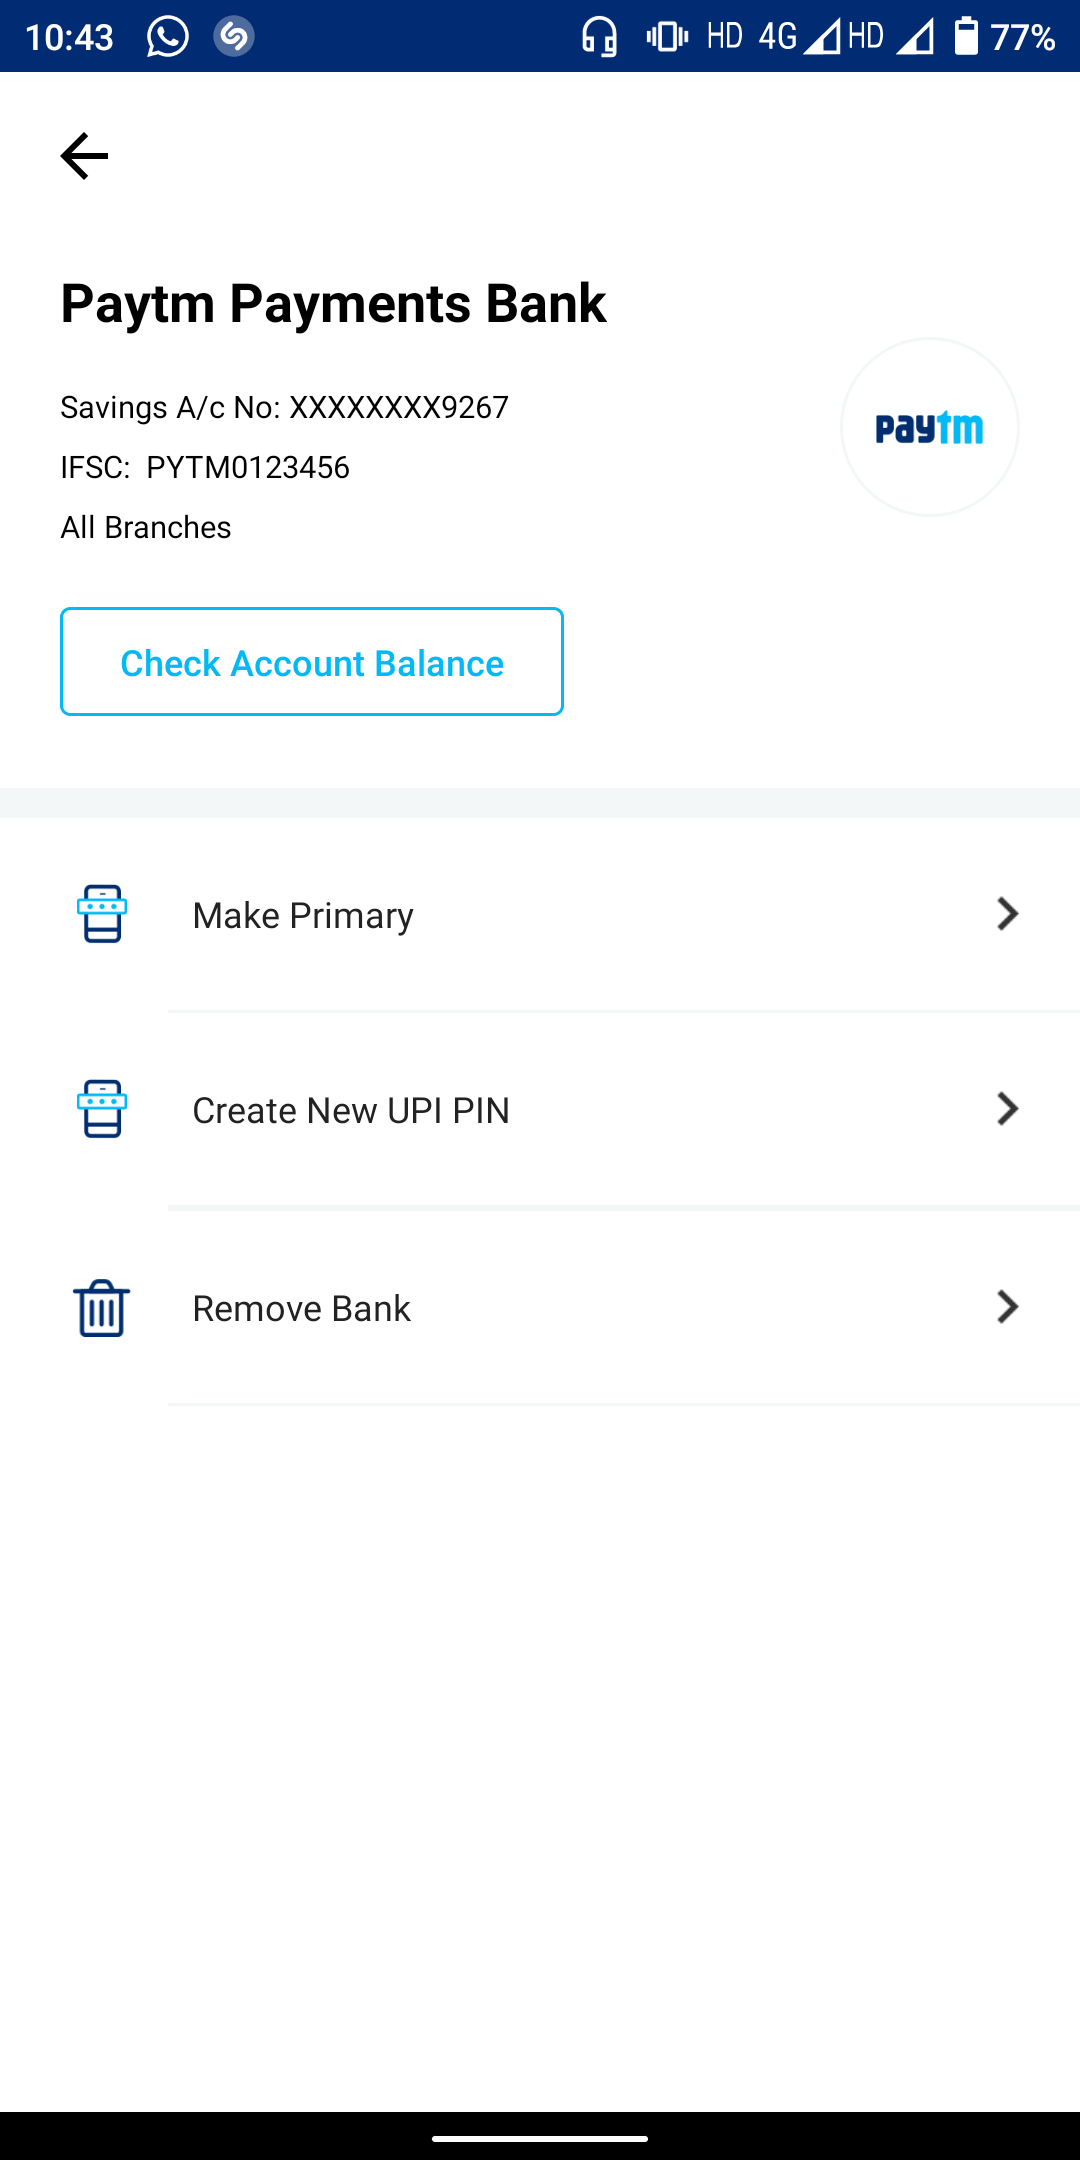 10:43 HD 4G HD 77%
Paytm Payments Bank
Savings A/c No: XXXXXXXX9267
IFSC: PYTM0123456
All Branches
paytm
Check Account Balance
Make Primary
Create New UPI PIN
Remove Bank